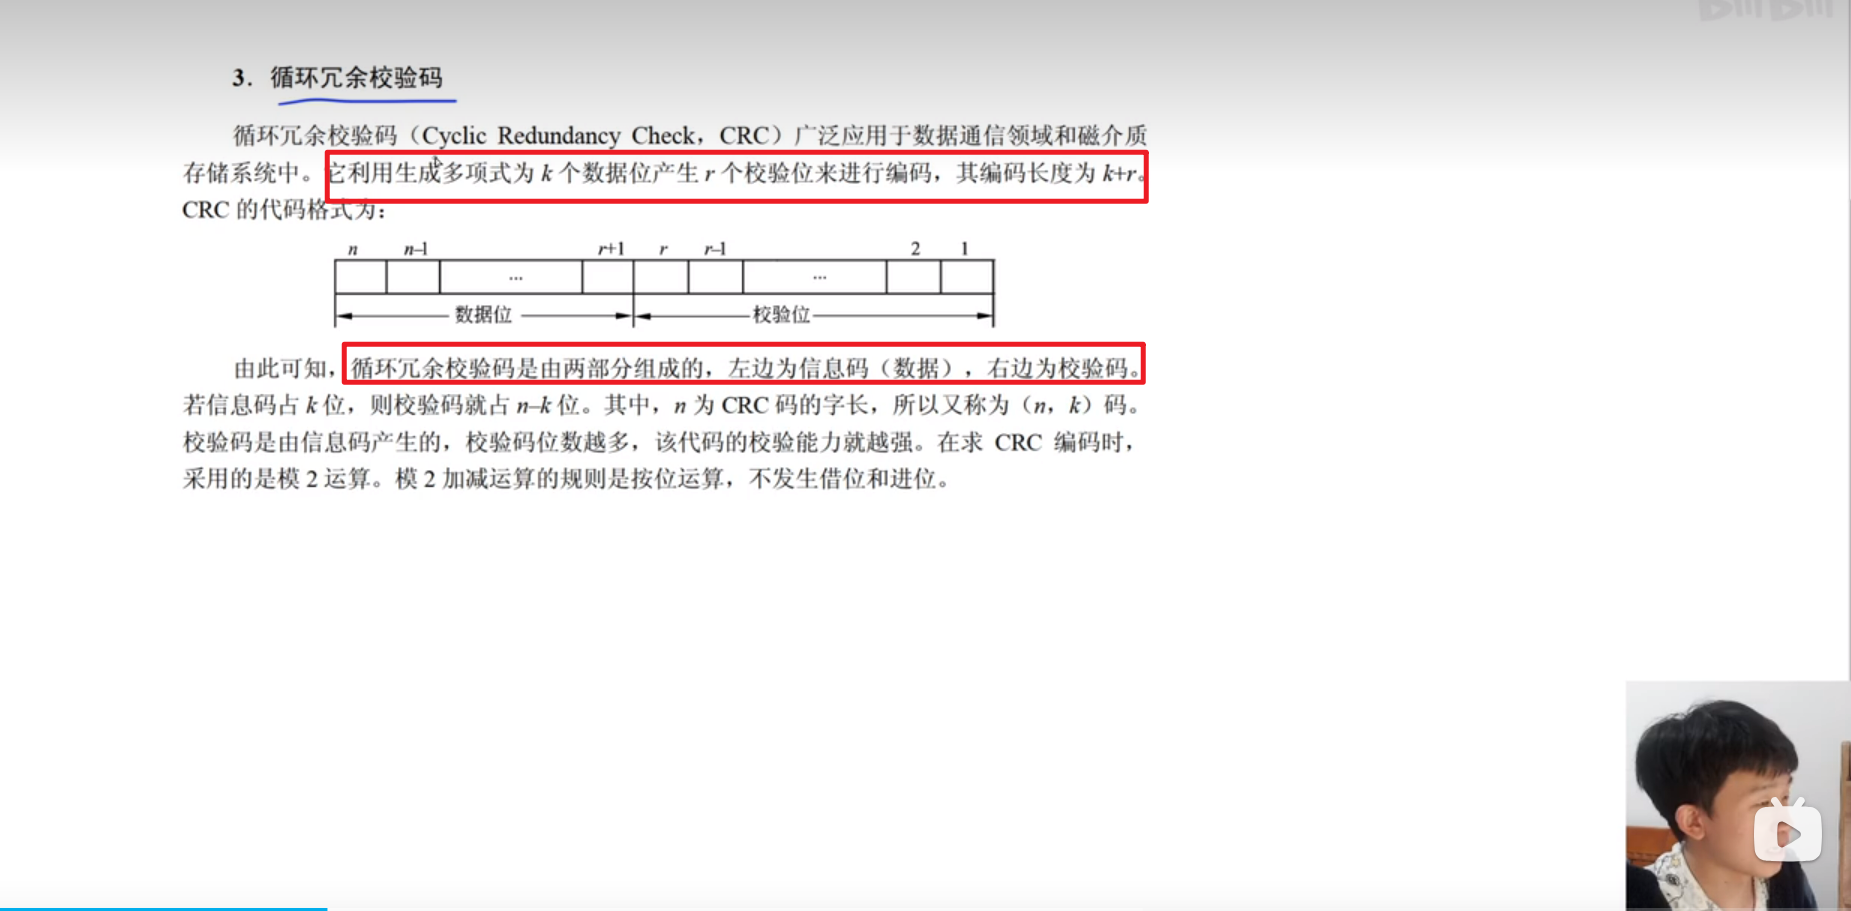 BiliBili
3. 循环冗余校验码
循环冗余校验码（Cyclic Redundancy Check，CRC）广泛应用于数据通信领域和磁介质
存储系统中。它利用生成多项式为 k 个数据位产生 r 个校验位来进行编码，其编码长度为 k+r。
CRC 的代码格式为：
n n–1 r+1 r r–1 2 1
… …
数据位 校验位
由此可知，循环冗余校验码是由两部分组成的，左边为信息码（数据），右边为校验码。
若信息码占 k 位，则校验码就占 n–k 位。其中，n 为 CRC 码的字长，所以又称为（n，k）码。
校验码是由信息码产生的，校验码位数越多，该代码的校验能力就越强。在求 CRC 编码时，
采用的是模 2 运算。模 2 加减运算的规则是按位运算，不发生借位和进位。